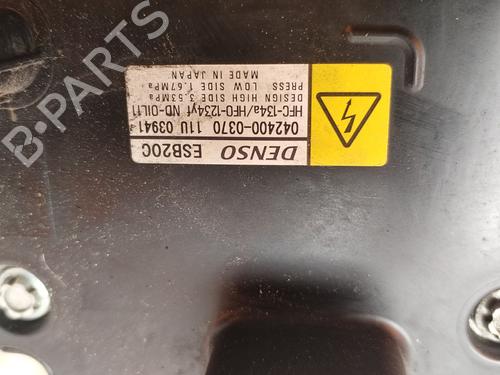 DENSO ESB20C
042400-0370 11U 03941
HFC-134a/HFO-1234yf ND-OIL11
DESIGN HIGH SIDE 3.53MPa
PRESS. LOW SIDE 1.67MPa
MADE IN JAPAN
B-PARTS